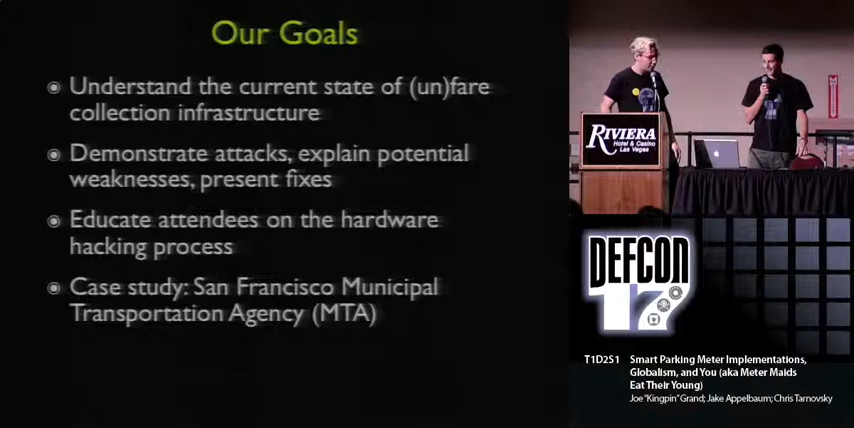 Our Goals
Understand the current state of (un)fare
collection infrastructure
Demonstrate attacks, explain potential
weaknesses, present fixes
Educate attendees on the hardware
hacking process
Case study: San Francisco Municipal
Transportation Agency (MTA)
RIVIERA
Hotel & Casino
Las Vegas
DEFCON
17
T1D2S1 Smart Parking Meter Implementations,
Globalism, and You (aka Meter Maids
Eat Their Young)
Joe "Kingpin" Grand; Jake Appelbaum; Chris Tarnovsky